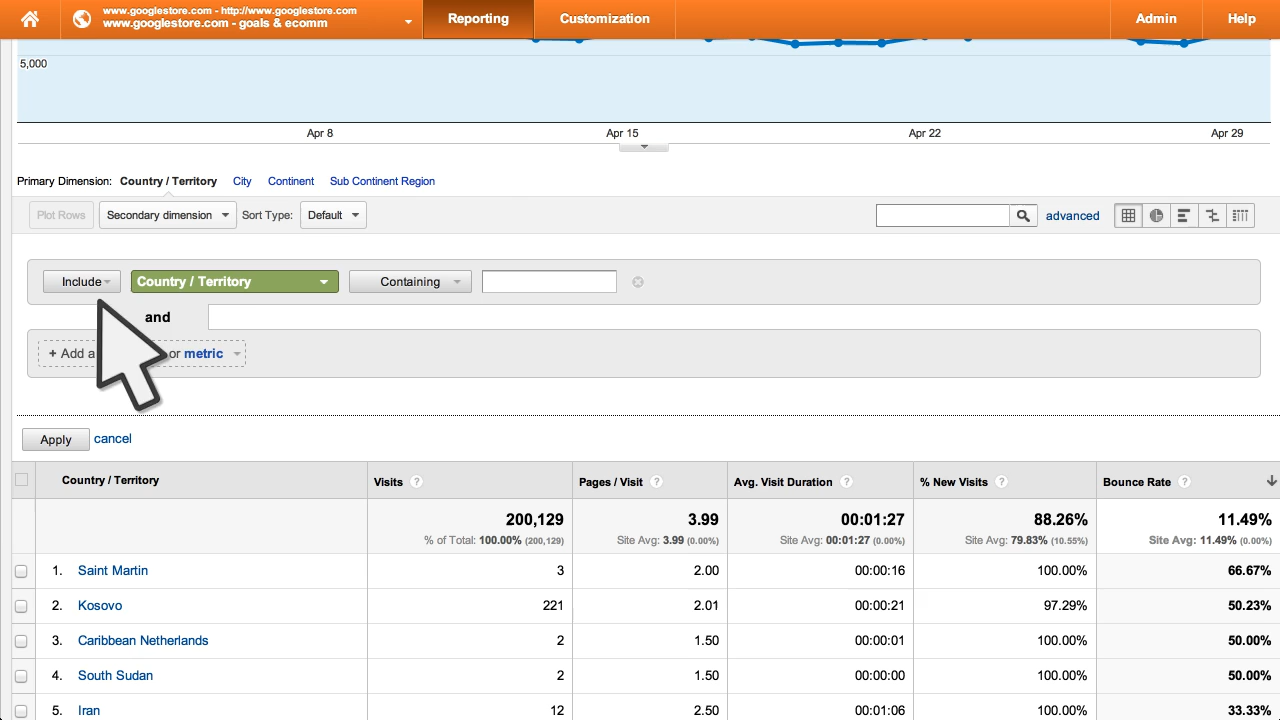 www.googlestore.com - http://www.googlestore.com
www.googlestore.com - goals & ecomm
Reporting
Customization
Admin
Help
5,000
Apr 8 Apr 15 Apr 22 Apr 29
Primary Dimension: Country / Territory City Continent Sub Continent Region
Plot Rows Secondary dimension Sort Type: Default advanced
Include Country / Territory Containing
and
+ Add a or metric
Apply cancel
Country / Territory Visits ? Pages / Visit ? Avg. Visit Duration ? % New Visits ? Bounce Rate ?
200,129 3.99 00:01:27 88.26% 11.49%
% of Total: 100.00% (200,129) Site Avg: 3.99 (0.00%) Site Avg: 00:01:27 (0.00%) Site Avg: 79.83% (10.55%) Site Avg: 11.49% (0.00%)
1. Saint Martin 3 2.00 00:00:16 100.00% 66.67%
2. Kosovo 221 2.01 00:00:21 97.29% 50.23%
3. Caribbean Netherlands 2 1.50 00:00:01 100.00% 50.00%
4. South Sudan 2 1.50 00:00:00 100.00% 50.00%
5. Iran 12 2.50 00:01:06 100.00% 33.33%